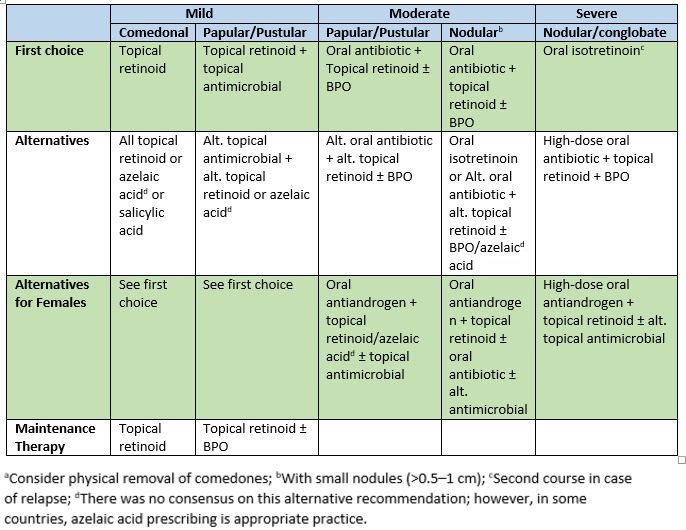 Mild Moderate Severe
Comedonal Papular/Pustular Papular/Pustular Nodularᵇ Nodular/conglobate
First choice
Topical
retinoid
Topical retinoid +
topical
antimicrobial
Oral antibiotic +
Topical retinoid ±
BPO
Oral
antibiotic +
topical
retinoid ±
BPO
Oral isotretinoinᶜ
Alternatives
All topical
retinoid or
azelaic
acidᵈ or
salicylic
acid
Alt. topical
antimicrobial +
alt. topical
retinoid or azelaic
acidᵈ
Alt. oral antibiotic
+ alt. topical
retinoid ± BPO
Oral
isotretinoin
or Alt. oral
antibiotic +
alt. topical
retinoid ±
BPO/azelaicᵈ
acid
High-dose oral
antibiotic + topical
retinoid + BPO
Alternatives
for Females
See first
choice
See first choice
Oral
antiandrogen +
topical
retinoid/azelaic
acidᵈ ± topical
antimicrobial
Oral
antiandroge
n + topical
retinoid ±
oral
antibiotic ±
alt.
antimicrobial
High-dose oral
antiandrogen +
topical retinoid ± alt.
topical antimicrobial
Maintenance
Therapy
Topical
retinoid
Topical retinoid ±
BPO
ᵃConsider physical removal of comedones; ᵇWith small nodules (>0.5–1 cm); ᶜSecond course in case
of relapse; ᵈThere was no consensus on this alternative recommendation; however, in some
countries, azelaic acid prescribing is appropriate practice.